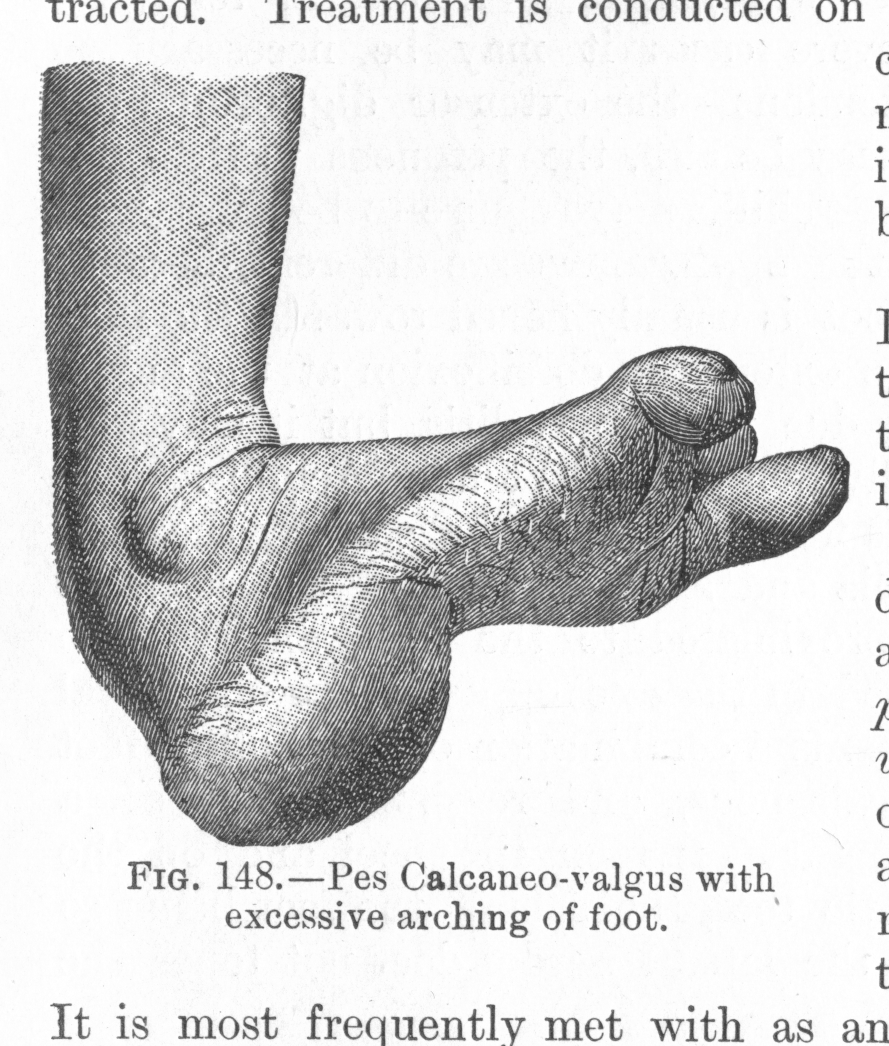 tracted. Treatment is conducted on
c
r
i
b
I
t
t
i
d
a
p
v
o
a
r
t
FIG. 148.—Pes Calcaneo-valgus with
excessive arching of foot.
It is most frequently met with as an